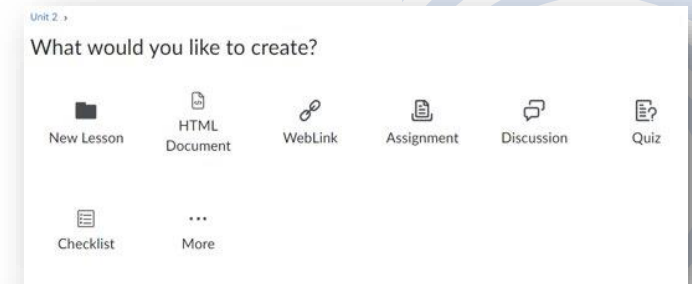 Unit 2 ›
What would you like to create?
New Lesson
HTML
Document
WebLink
Assignment
Discussion
Quiz
Checklist
More